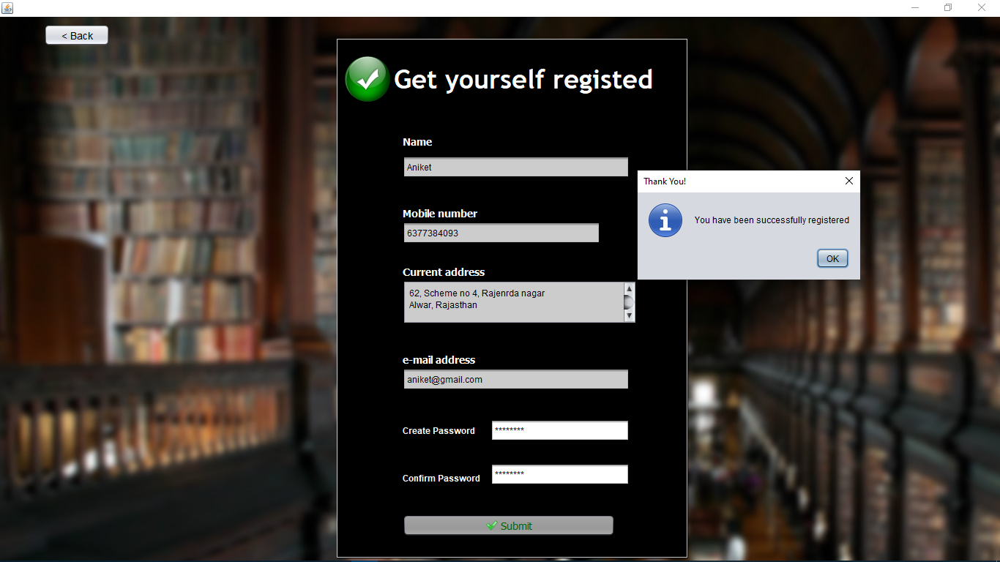 < Back
Get yourself registed
Name
Aniket
Thank You!
You have been successfully registered
OK
Mobile number
6377384093
Current address
62, Scheme no 4, Rajenrda nagar
Alwar, Rajasthan
e-mail address
aniket@gmail.com
Create Password ********
Confirm Password ********
Submit